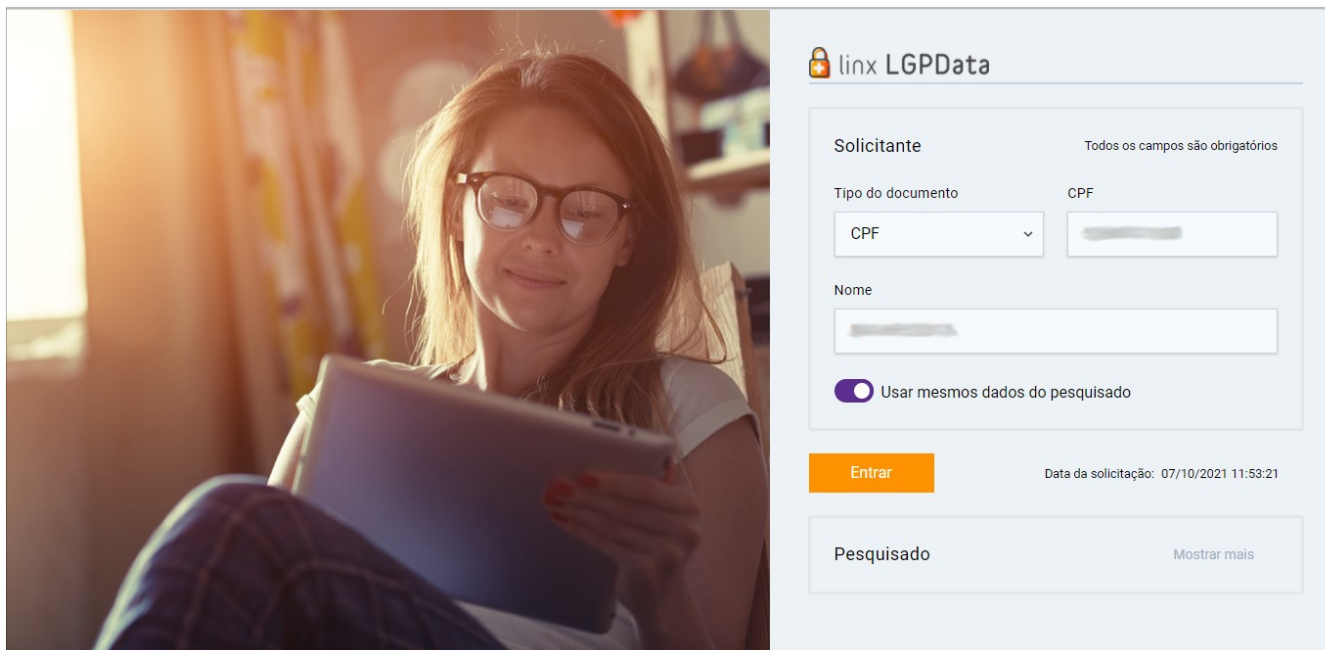 linx LGPData
Solicitante
Todos os campos são obrigatórios
Tipo do documento
CPF
CPF
Nome
Usar mesmos dados do pesquisado
Entrar
Data da solicitação: 07/10/2021 11:53:21
Pesquisado
Mostrar mais